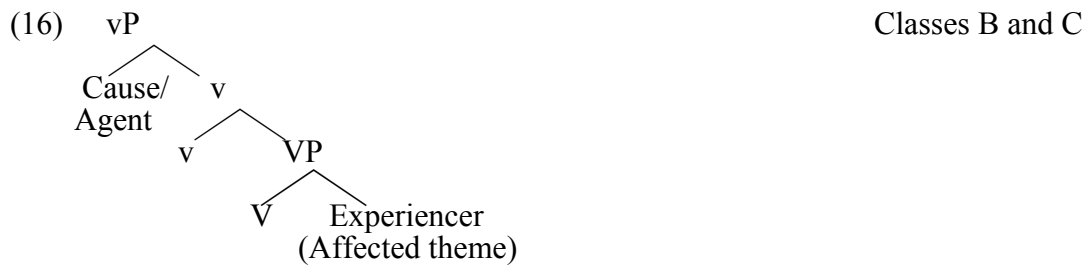 (16) vP Classes B and C
Cause/ v
Agent
v VP
V Experiencer
(Affected theme)